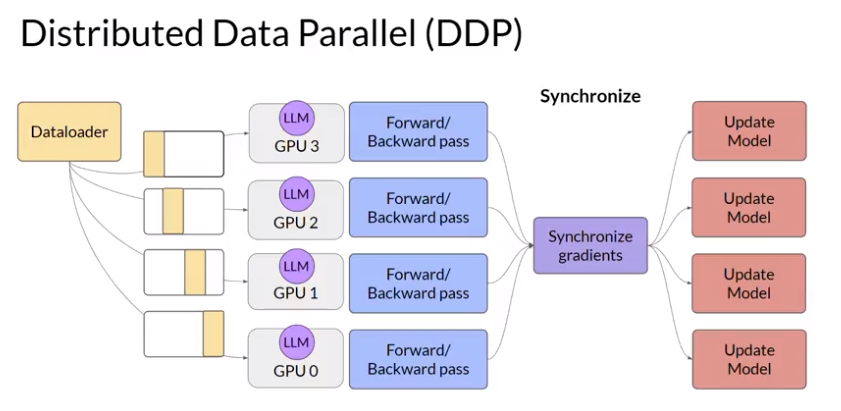 Distributed Data Parallel (DDP)
Synchronize
Dataloader
LLM
GPU 3
Forward/
Backward pass
Update
Model
LLM
GPU 2
Forward/
Backward pass
Update
Model
Synchronize
gradients
LLM
GPU 1
Forward/
Backward pass
Update
Model
LLM
GPU 0
Forward/
Backward pass
Update
Model